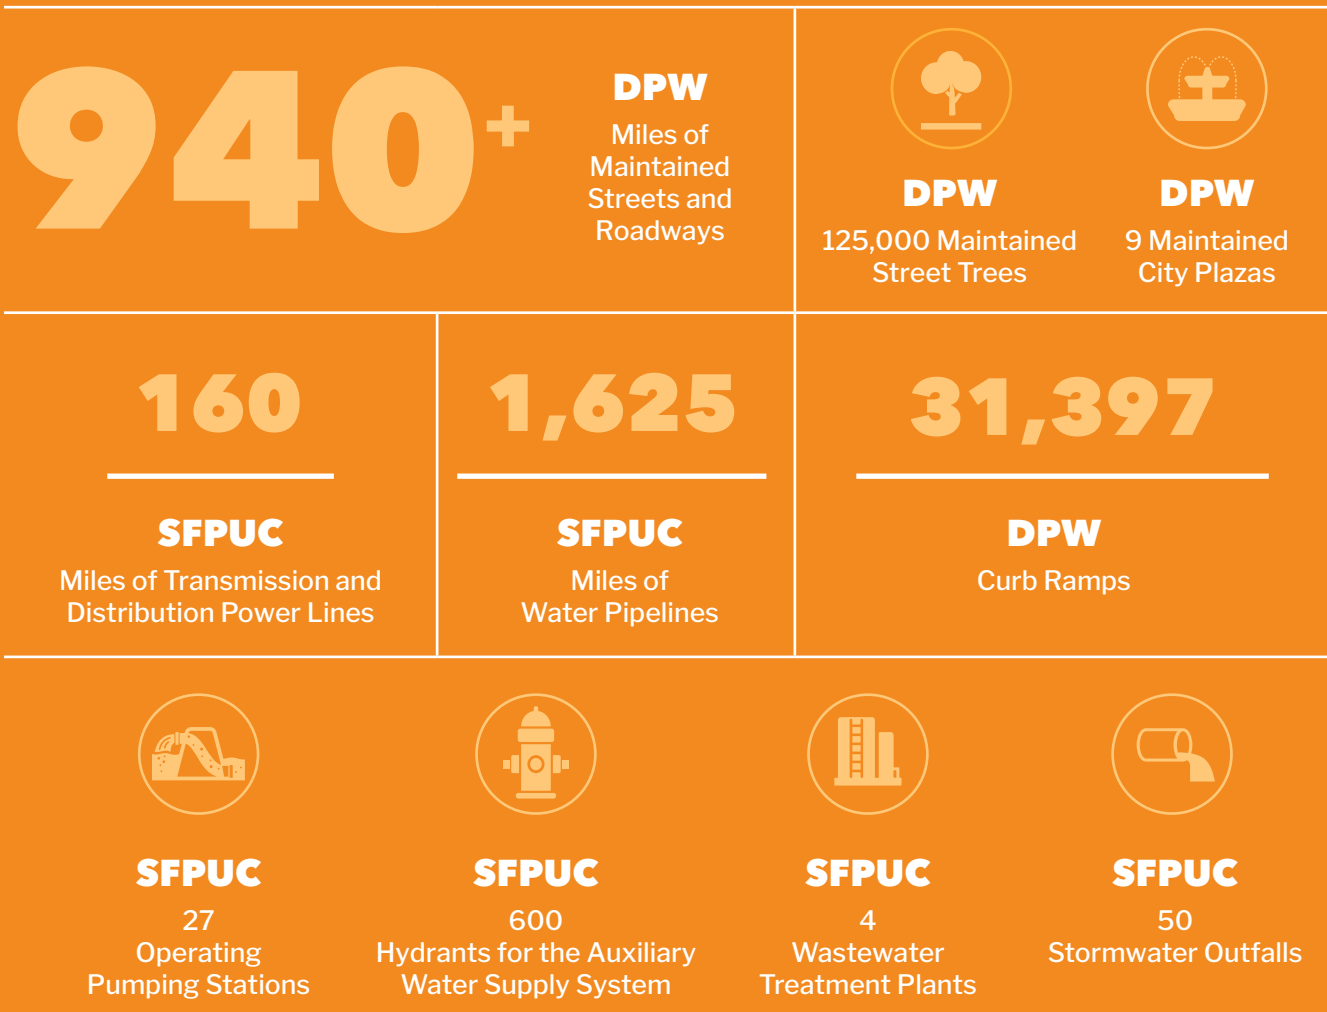 940+
DPW
Miles of
Maintained
Streets and
Roadways
DPW
125,000 Maintained
Street Trees
DPW
9 Maintained
City Plazas
160
SFPUC
Miles of Transmission and
Distribution Power Lines
1,625
SFPUC
Miles of
Water Pipelines
31,397
DPW
Curb Ramps
SFPUC
27
Operating
Pumping Stations
SFPUC
600
Hydrants for the Auxiliary
Water Supply System
SFPUC
4
Wastewater
Treatment Plants
SFPUC
50
Stormwater Outfalls